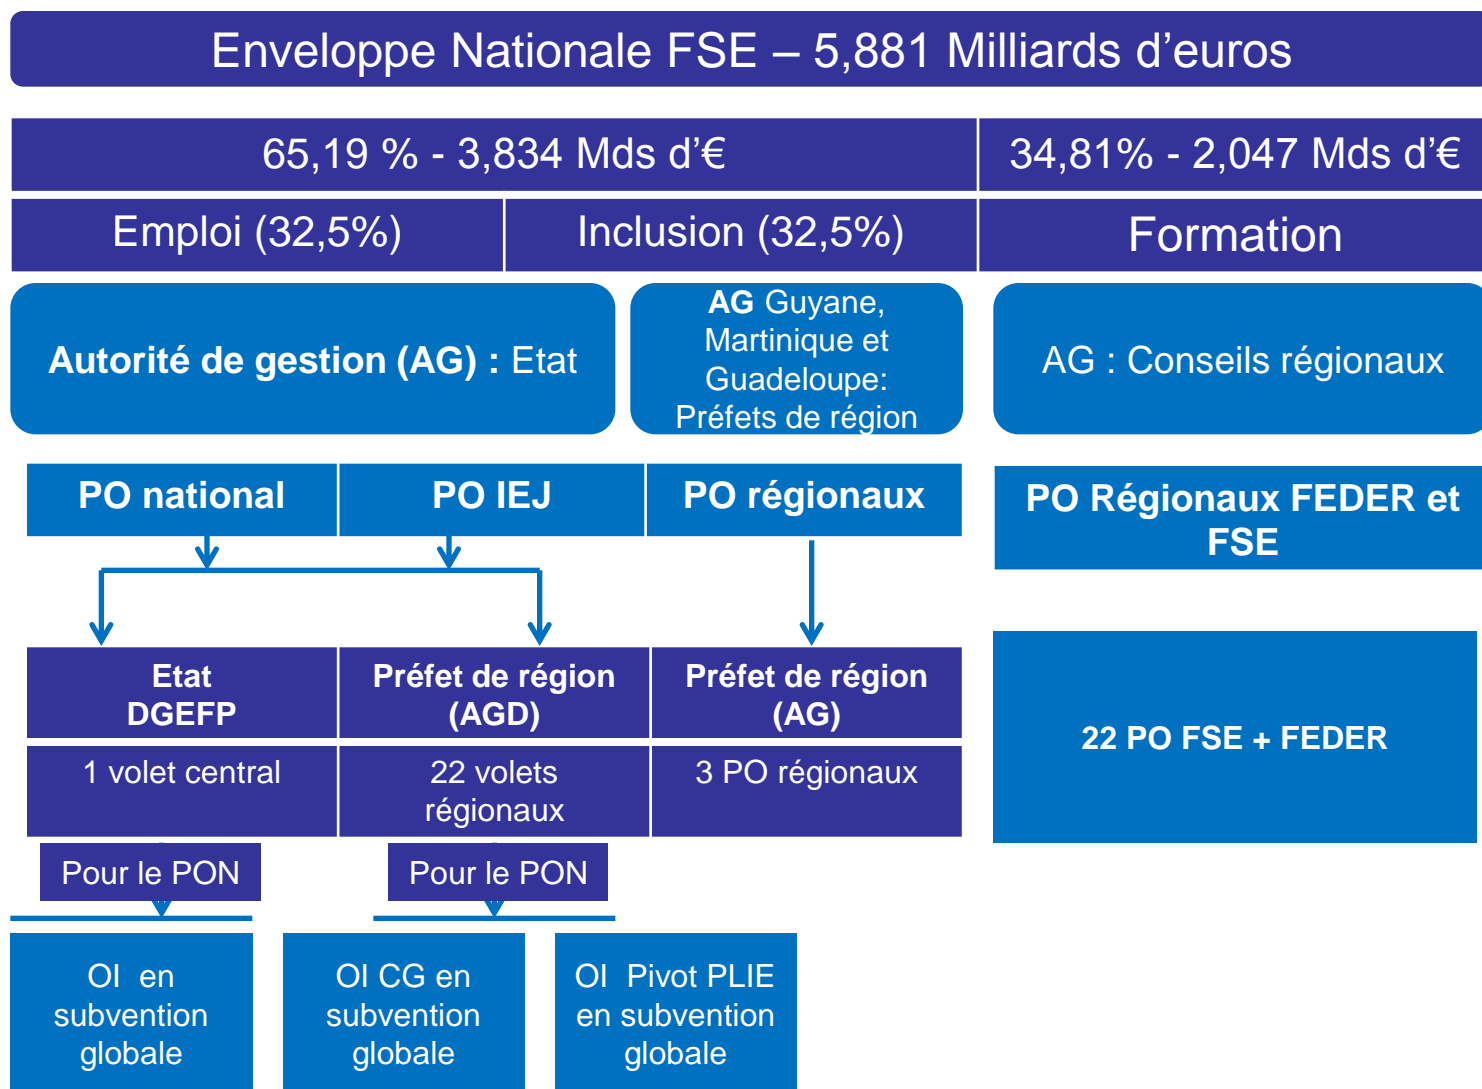 Enveloppe Nationale FSE – 5,881 Milliards d'euros
65,19 % - 3,834 Mds d'€
34,81% - 2,047 Mds d'€
Emploi (32,5%)
Inclusion (32,5%)
Formation
Autorité de gestion (AG) : Etat
AG Guyane,
Martinique et
Guadeloupe:
Préfets de région
AG : Conseils régionaux
PO national
PO IEJ
PO régionaux
PO Régionaux FEDER et
FSE
Etat
DGEFP
Préfet de région
(AGD)
Préfet de région
(AG)
22 PO FSE + FEDER
1 volet central
22 volets
régionaux
3 PO régionaux
Pour le PON
Pour le PON
OI en
subvention
globale
OI CG en
subvention
globale
OI Pivot PLIE
en subvention
globale